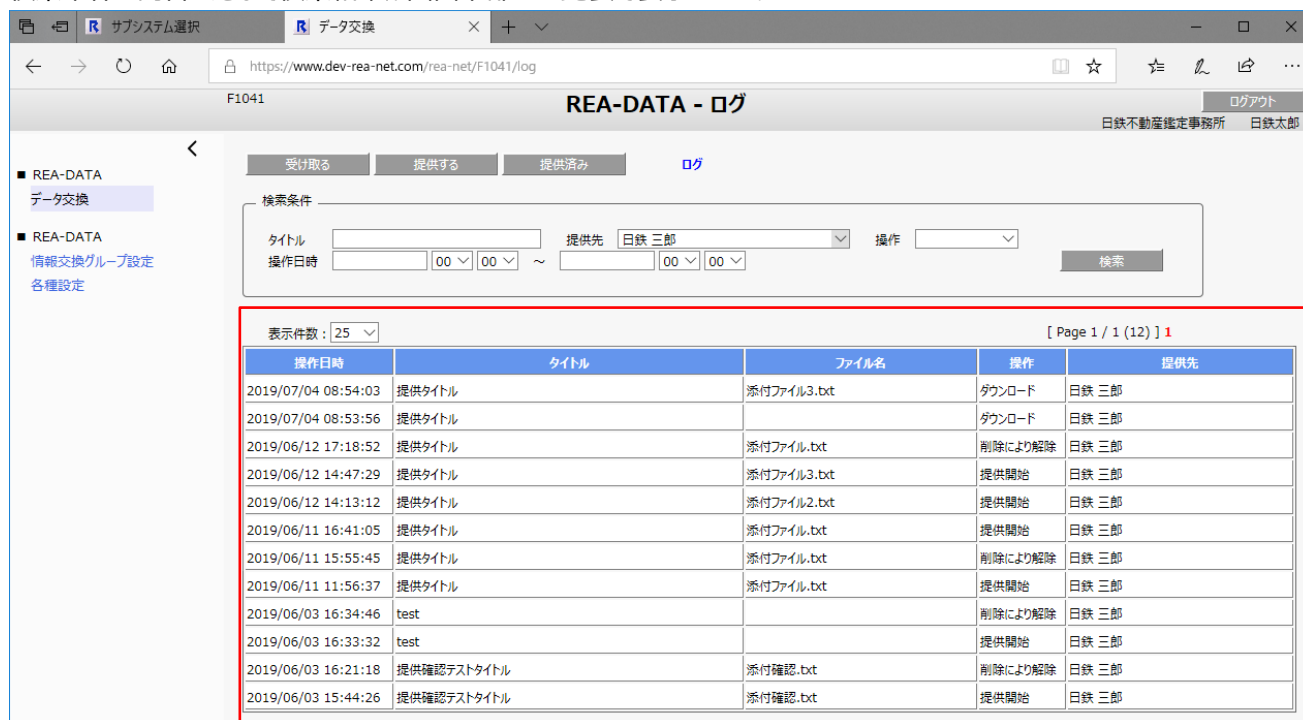 サブシステム選択 データ交換
https://www.dev-rea-net.com/rea-net/F1041/log
F1041 REA-DATA - ログ ログアウト
日鉄不動産鑑定事務所 日鉄太郎
■ REA-DATA
データ交換
■ REA-DATA
情報交換グループ設定
各種設定
受け取る 提供する 提供済み ログ
検索条件
タイトル 提供先 日鉄 三郎 操作
操作日時 00 00 ～ 00 00 検索
表示件数：25 [ Page 1 / 1 (12) ] 1
操作日時 タイトル ファイル名 操作 提供先
2019/07/04 08:54:03 提供タイトル 添付ファイル3.txt ダウンロード 日鉄 三郎
2019/07/04 08:53:56 提供タイトル ダウンロード 日鉄 三郎
2019/06/12 17:18:52 提供タイトル 添付ファイル.txt 削除により解除 日鉄 三郎
2019/06/12 14:47:29 提供タイトル 添付ファイル3.txt 提供開始 日鉄 三郎
2019/06/12 14:13:12 提供タイトル 添付ファイル2.txt 提供開始 日鉄 三郎
2019/06/11 16:41:05 提供タイトル 添付ファイル.txt 提供開始 日鉄 三郎
2019/06/11 15:55:45 提供タイトル 添付ファイル.txt 削除により解除 日鉄 三郎
2019/06/11 11:56:37 提供タイトル 添付ファイル.txt 提供開始 日鉄 三郎
2019/06/03 16:34:46 test 削除により解除 日鉄 三郎
2019/06/03 16:33:32 test 提供開始 日鉄 三郎
2019/06/03 16:21:18 提供確認テストタイトル 添付確認.txt 削除により解除 日鉄 三郎
2019/06/03 15:44:26 提供確認テストタイトル 添付確認.txt 提供開始 日鉄 三郎